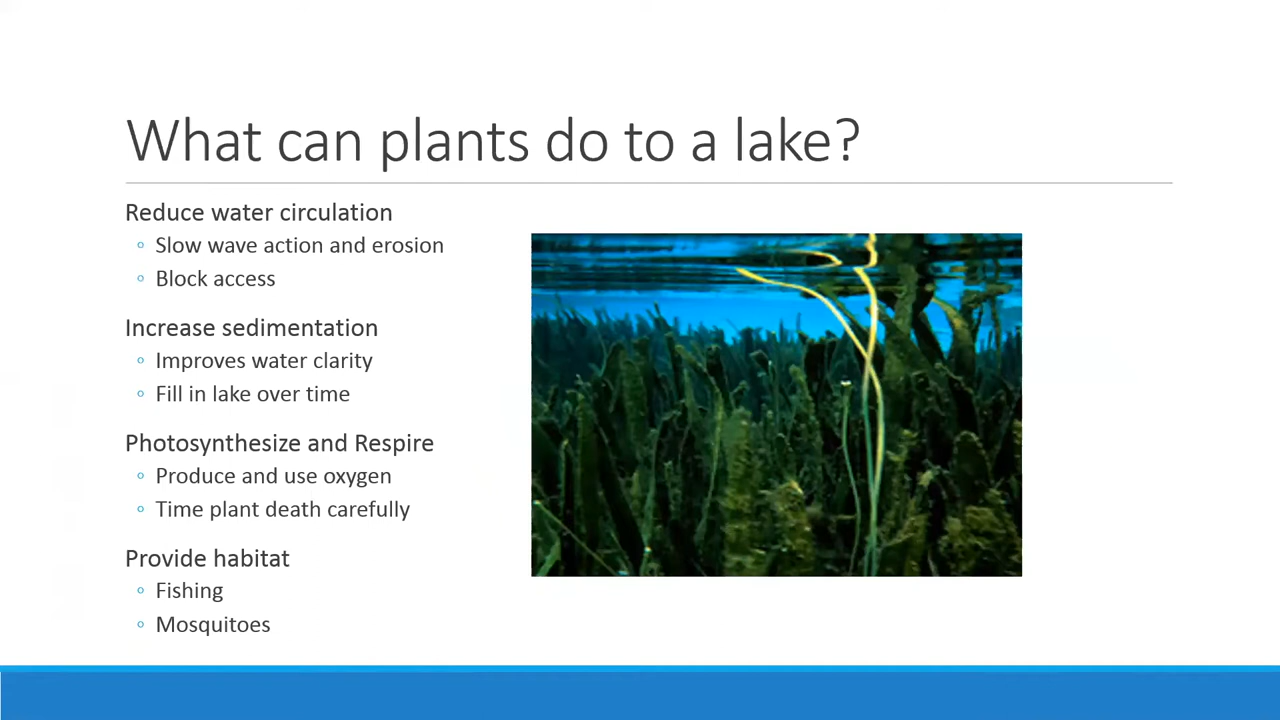 What can plants do to a lake?
Reduce water circulation
◦ Slow wave action and erosion
◦ Block access
Increase sedimentation
◦ Improves water clarity
◦ Fill in lake over time
Photosynthesize and Respire
◦ Produce and use oxygen
◦ Time plant death carefully
Provide habitat
◦ Fishing
◦ Mosquitoes